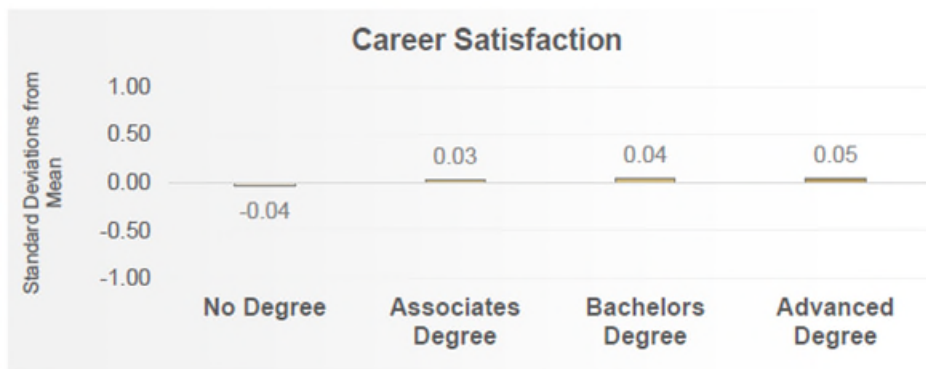 Career Satisfaction
Standard Deviations from
Mean
1.00
0.50
0.00
-0.50
-1.00
-0.04
0.03
0.04
0.05
No Degree
Associates
Degree
Bachelors
Degree
Advanced
Degree